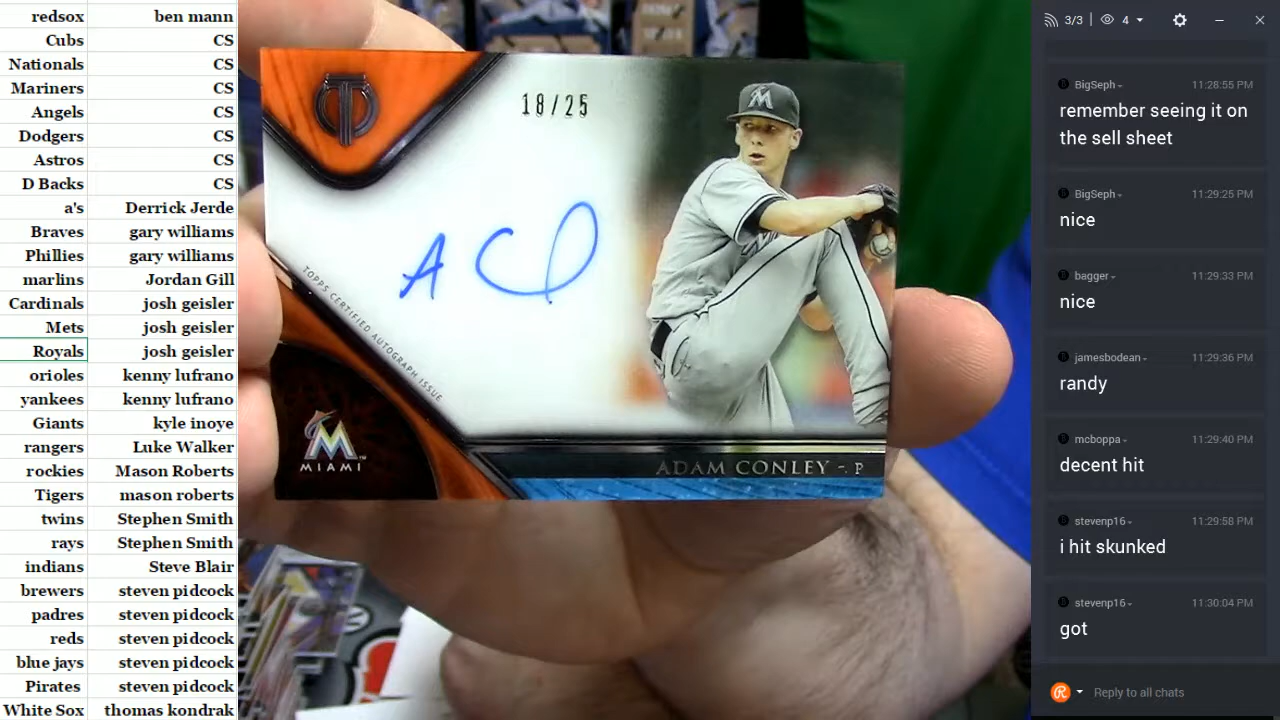 redsox ben mann
Cubs CS
Nationals CS
Mariners CS
Angels CS
Dodgers CS
Astros CS
D Backs CS
a's Derrick Jerde
Braves gary williams
Phillies gary williams
marlins Jordan Gill
Cardinals josh geisler
Mets josh geisler
Royals josh geisler
orioles kenny lufrano
yankees kenny lufrano
Giants kyle inoye
rangers Luke Walker
rockies Mason Roberts
Tigers mason roberts
twins Stephen Smith
rays Stephen Smith
indians Steve Blair
brewers steven pidcock
padres steven pidcock
reds steven pidcock
blue jays steven pidcock
Pirates steven pidcock
White Sox thomas kondrak
18/25
A C
TOPPS CERTIFIED AUTOGRAPH ISSUE
M
MIAMI
ADAM CONLEY - P
3/3 4
BigSeph 11:28:55 PM
remember seeing it on
the sell sheet
BigSeph 11:29:25 PM
nice
bagger 11:29:33 PM
nice
jamesbodean 11:29:36 PM
randy
mcboppa 11:29:40 PM
decent hit
stevenp16 11:29:58 PM
i hit skunked
stevenp16 11:30:04 PM
got
Reply to all chats